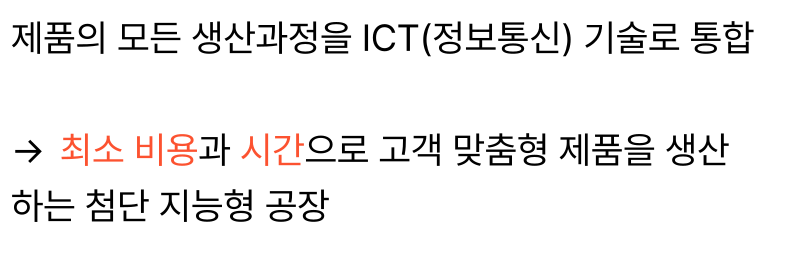 제품의 모든 생산과정을 ICT(정보통신) 기술로 통합
→ 최소 비용과 시간으로 고객 맞춤형 제품을 생산
하는 첨단 지능형 공장